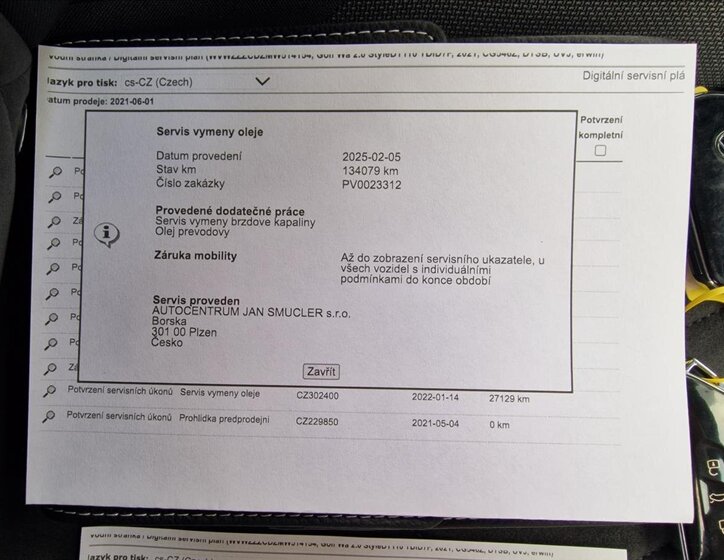 Jazyk pro tisk: cs-CZ (Czech)
Digitální servisní plá
atum prodeje: 2021-06-01
Potvrzení
kompletní
Servis vymeny oleje
Datum provedení 2025-02-05
Stav km 134079 km
Číslo zakázky PV0023312
Provedené dodatečné práce
Servis vymeny brzdove kapaliny
Olej prevodovy
Záruka mobility Až do zobrazení servisního ukazatele, u
všech vozidel s individuálními
podmínkami do konce období
Servis proveden
AUTOCENTRUM JAN SMUCLER s.r.o.
Borska
301 00 Plzen
Česko
Zavřít
Potvrzení servisních úkonů Servis vymeny oleje CZ302400 2022-01-14 27129 km
Potvrzení servisních úkonů Prohlidka predprodejni CZ229850 2021-05-04 0 km